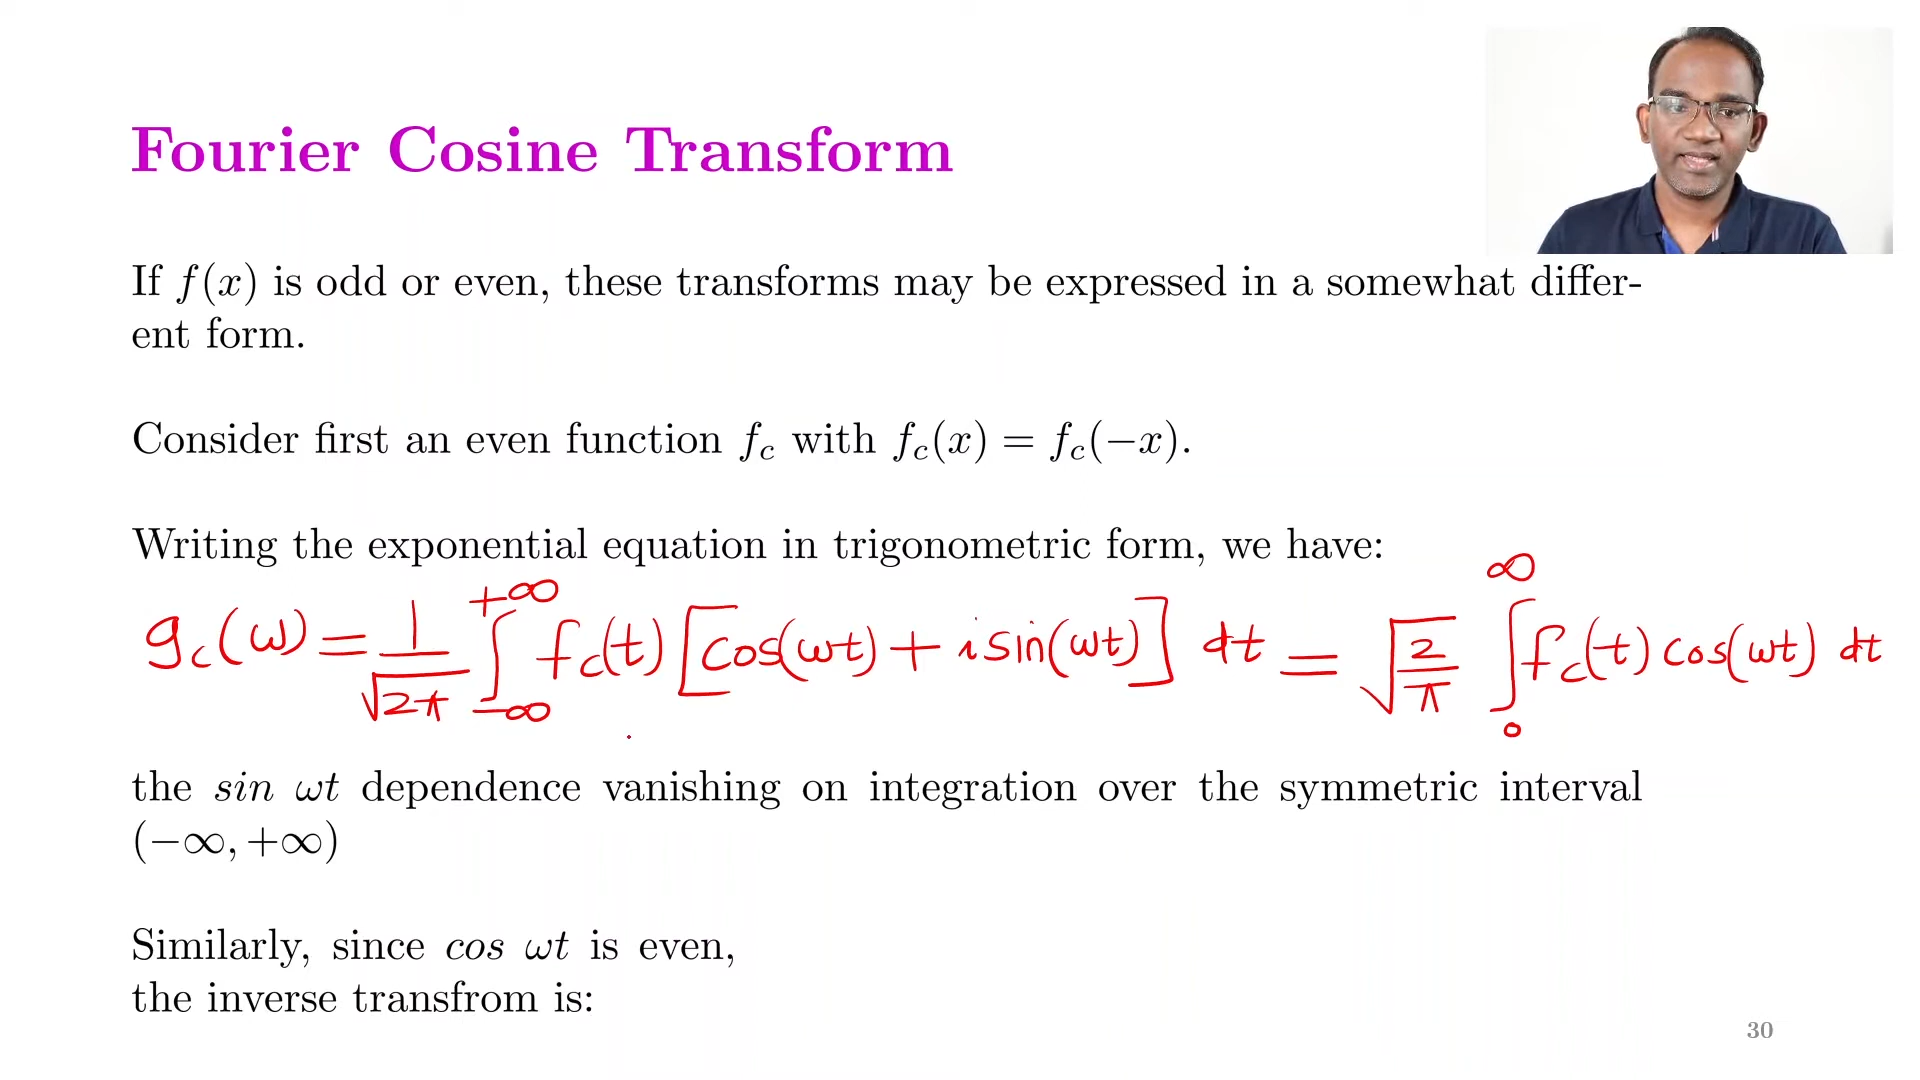 Fourier Cosine Transform
If f(x) is odd or even, these transforms may be expressed in a somewhat differ-
ent form.
Consider first an even function f_c with f_c(x) = f_c(−x).
Writing the exponential equation in trigonometric form, we have:
g_c(ω) = 1/√2π ∫_{−∞}^{+∞} f_c(t) [cos(ωt) + i sin(ωt)] dt = √(2/π) ∫_0^∞ f_c(t) cos(ωt) dt
the sin ωt dependence vanishing on integration over the symmetric interval
(−∞, +∞)
Similarly, since cos ωt is even,
the inverse transfrom is:
30